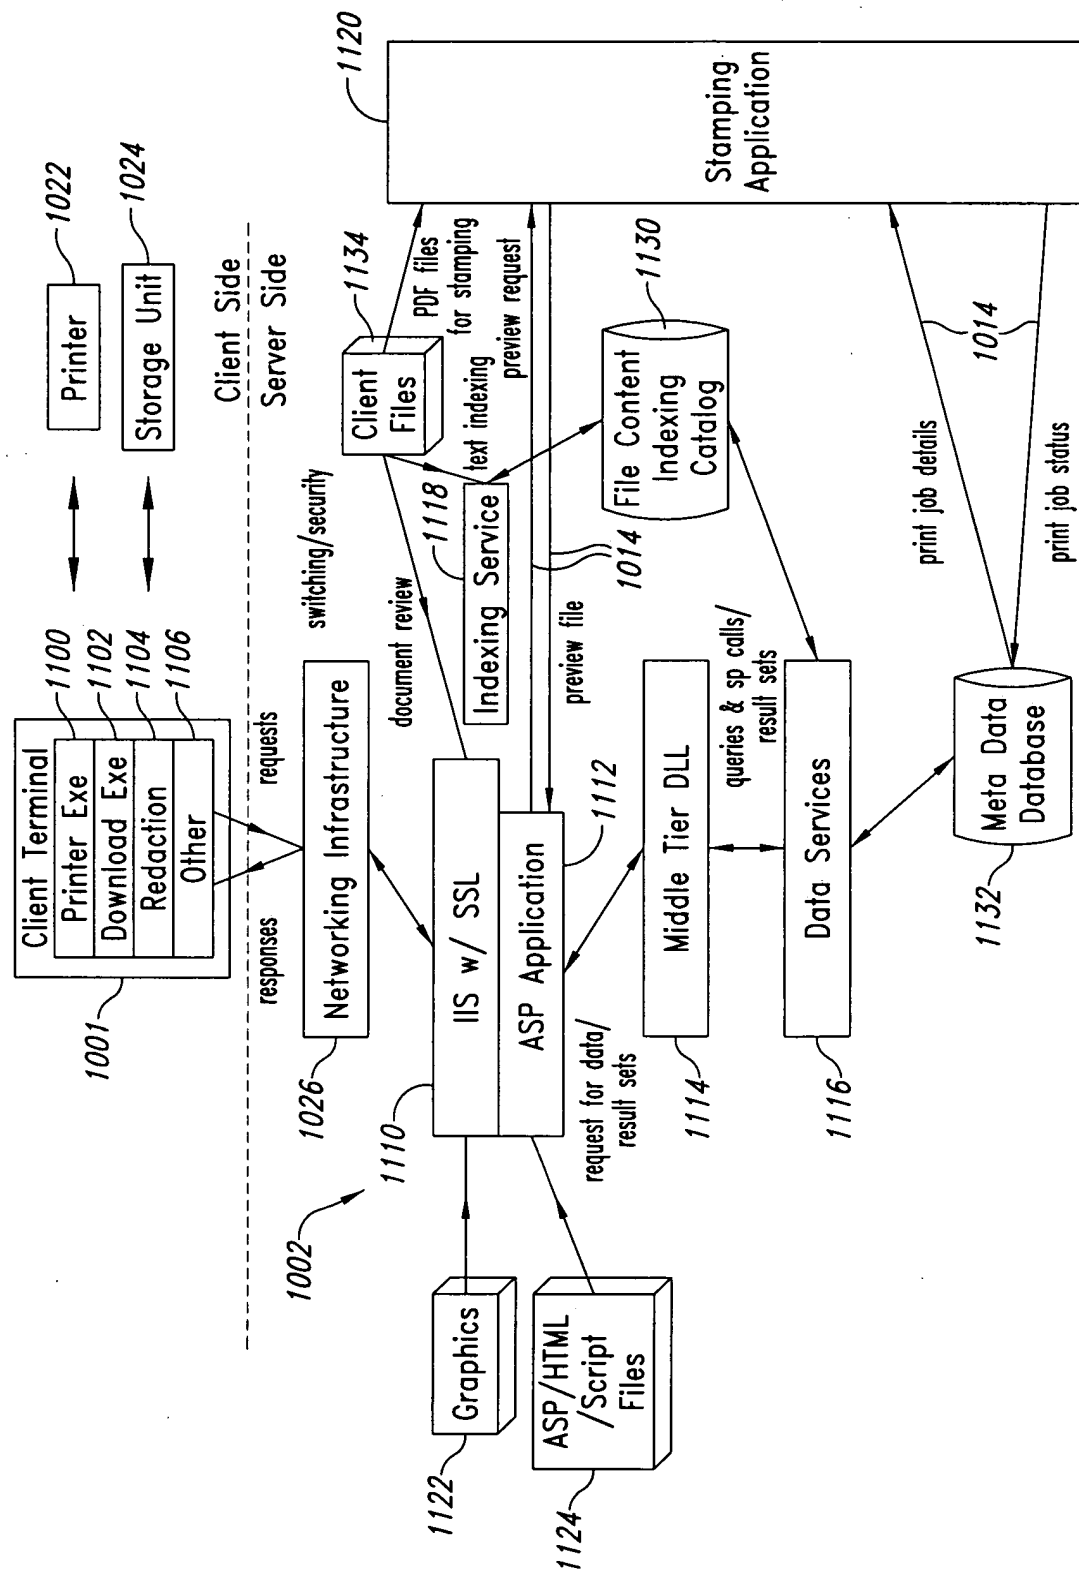 Client Terminal
Printer Exe
Download Exe
Redaction
Other
1001
1100
1102
1104
1106
Printer
1022
Storage Unit
1024
Client Side
Server Side
responses
requests
Networking Infrastructure
1026
switching/security
1002
1110
IIS w/ SSL
ASP Application
1112
document review
Client
Files
1134
PDF files
for stamping
1118
Indexing Service
text indexing
preview request
1014
preview file
Graphics
1122
ASP/HTML
/Script
Files
1124
request for data/
result sets
Middle Tier DLL
1114
File Content
Indexing
Catalog
1130
queries & sp calls/
result sets
Data Services
1116
Meta Data
Database
1132
print job details
1014
print job status
Stamping
Application
1120